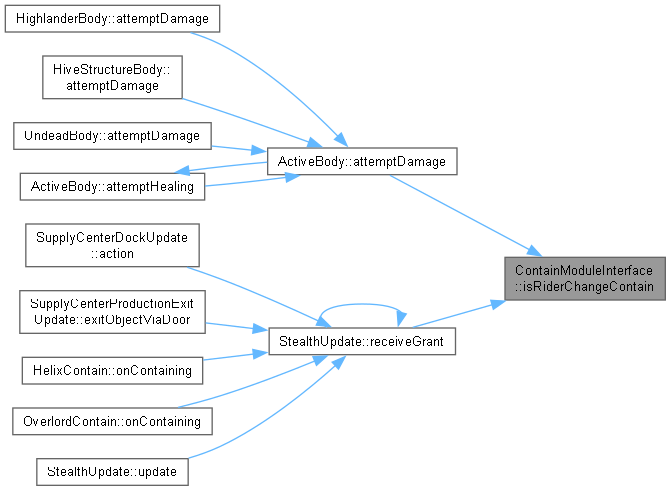 HighlanderBody::attemptDamage
HiveStructureBody::
attemptDamage
UndeadBody::attemptDamage
ActiveBody::attemptHealing
ActiveBody::attemptDamage
SupplyCenterDockUpdate
::action
SupplyCenterProductionExit
Update::exitObjectViaDoor
HelixContain::onContaining
OverlordContain::onContaining
StealthUpdate::update
StealthUpdate::receiveGrant
ContainModuleInterface
::isRiderChangeContain